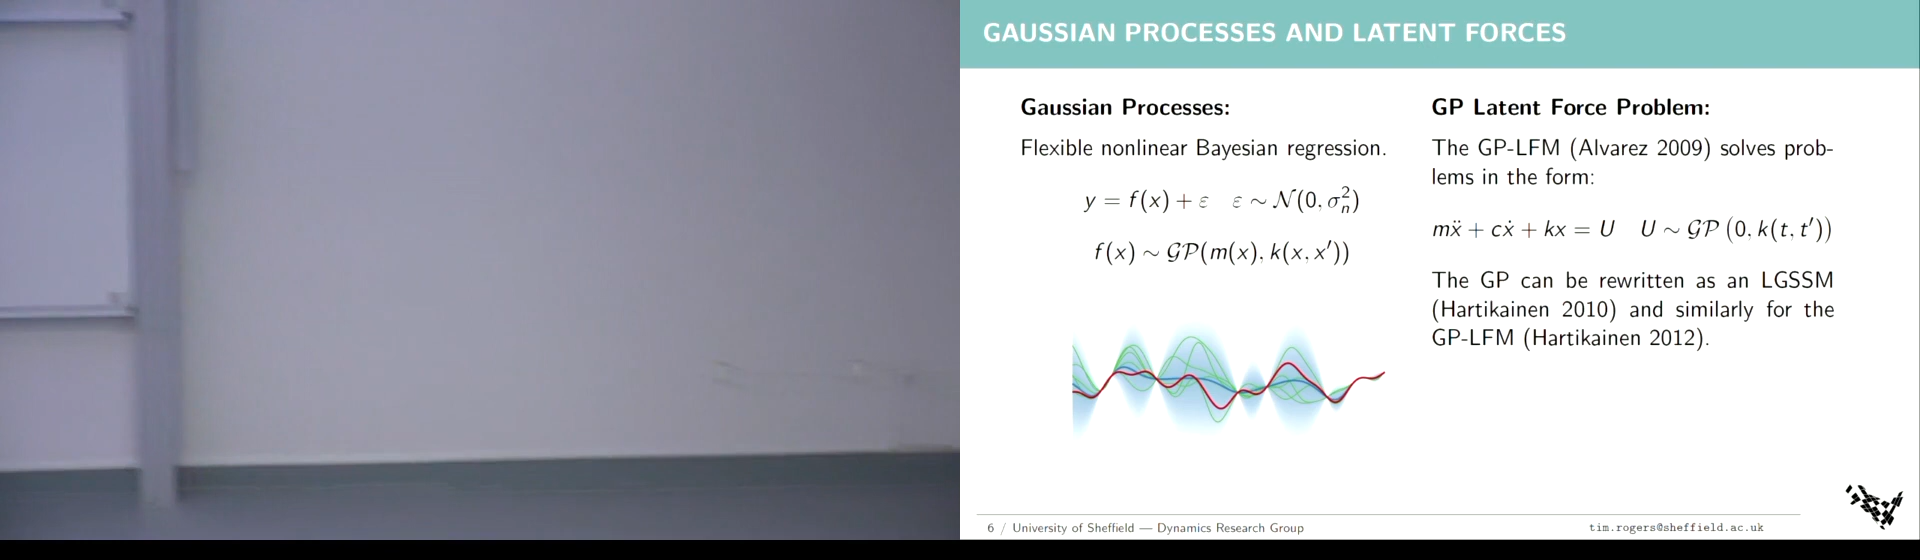 GAUSSIAN PROCESSES AND LATENT FORCES
Gaussian Processes:
Flexible nonlinear Bayesian regression.
y = f(x) + ε   ε ∼ 𝒩(0, σ²ₙ)
f(x) ∼ 𝒢𝒫(m(x), k(x, x′))
GP Latent Force Problem:
The GP-LFM (Alvarez 2009) solves prob-
lems in the form:
mẍ + cẋ + kx = U   U ∼ 𝒢𝒫 (0, k(t, t′))
The GP can be rewritten as an LGSSM
(Hartikainen 2010) and similarly for the
GP-LFM (Hartikainen 2012).
6 / University of Sheffield — Dynamics Research Group
tim.rogers@sheffield.ac.uk